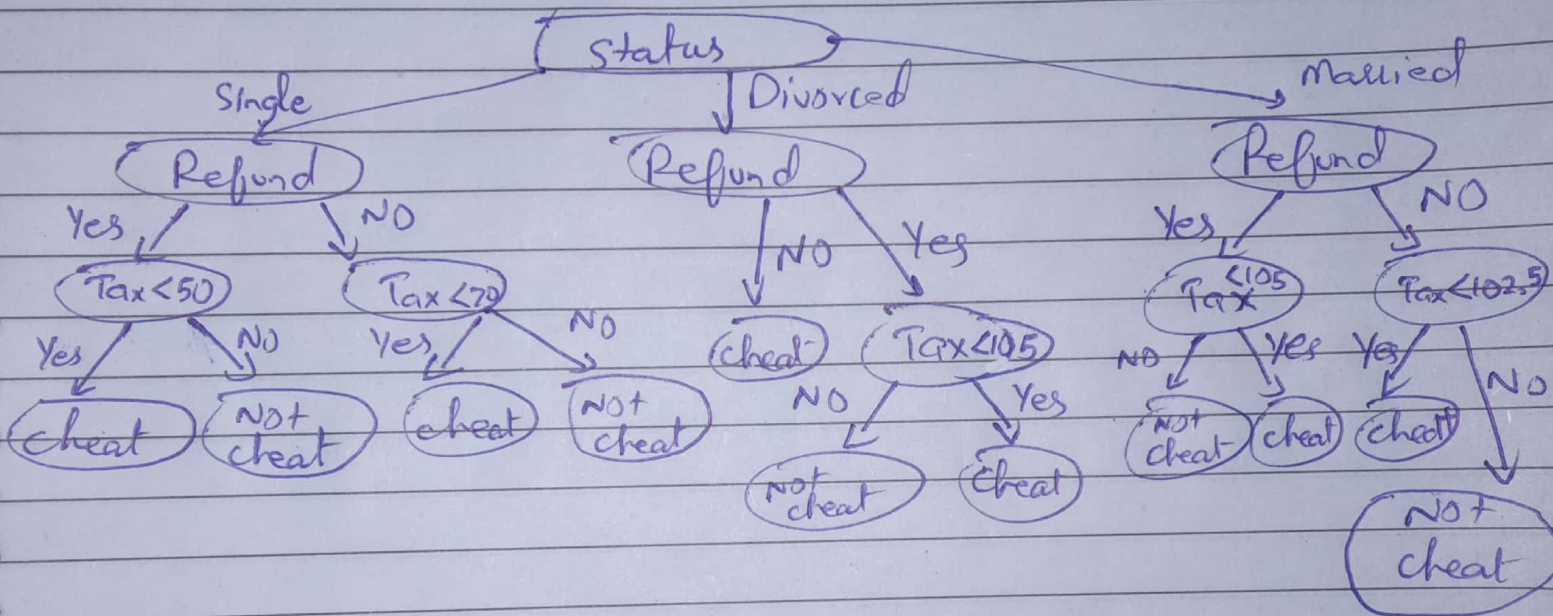 Status
Single Divorced Married
Refund Refund Refund
Yes NO NO Yes Yes NO
Tax<50 Tax<70 Tax<105 Tax<102.5
Yes NO Yes NO cheat Tax<105 NO Yes Yes NO
cheat Not cheat cheat Not cheat NO Yes Not cheat cheat cheat
Not cheat cheat
Not cheat